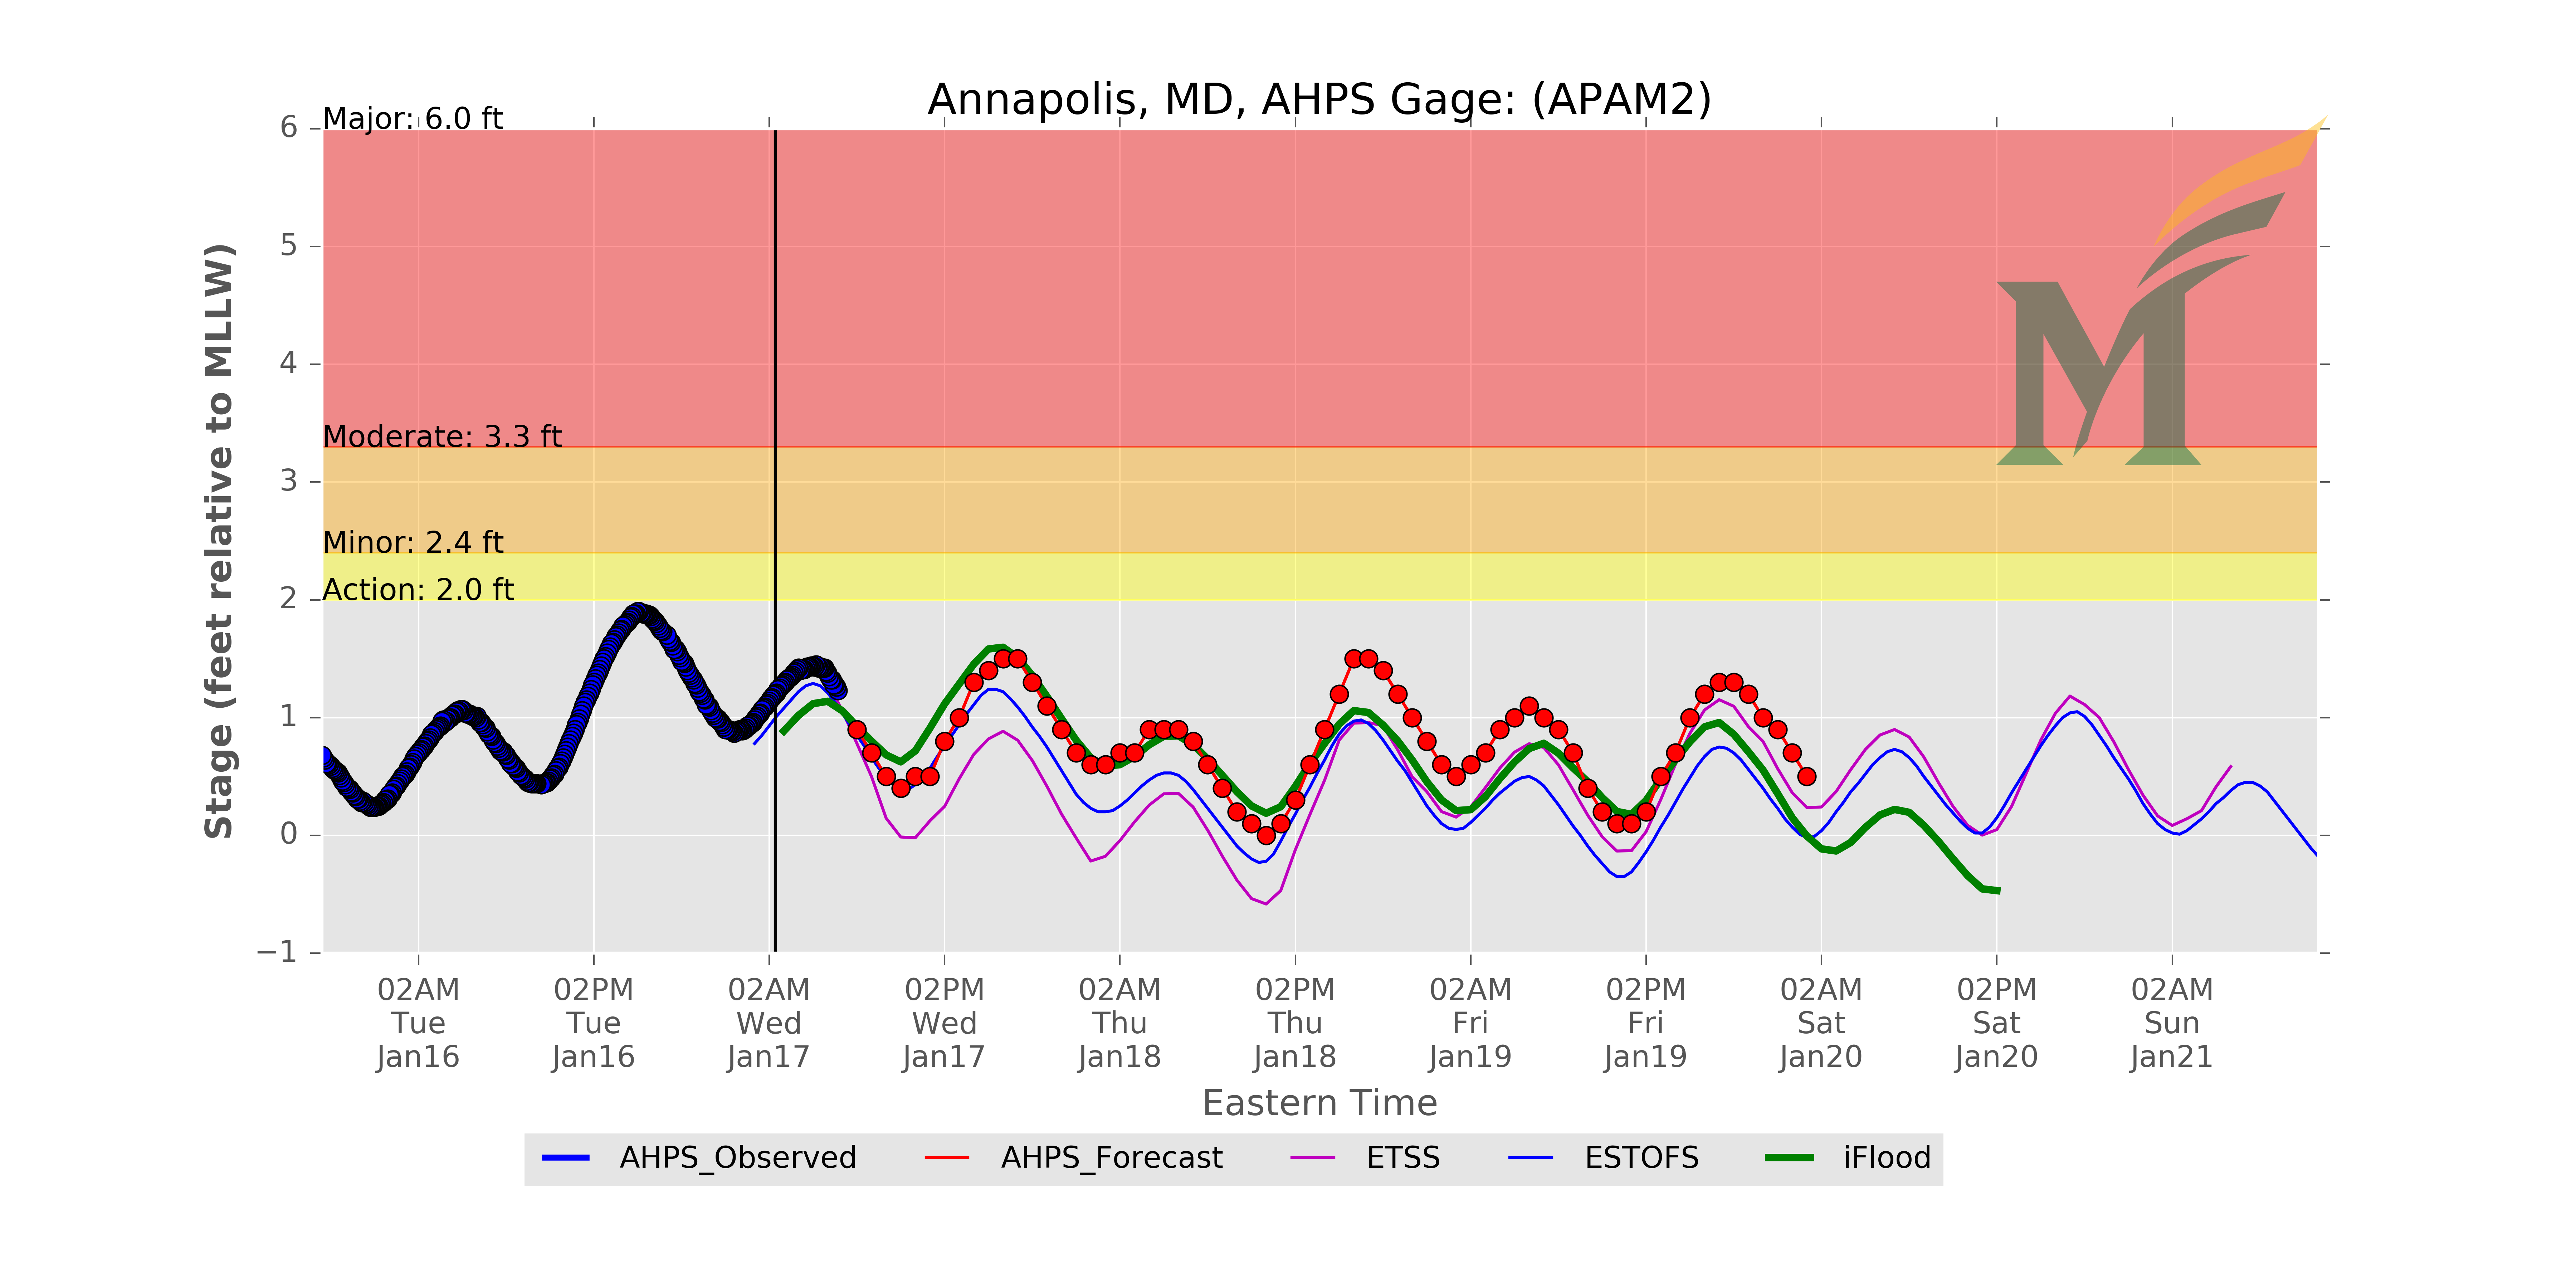 Annapolis, MD, AHPS Gage: (APAM2)
Major: 6.0 ft
Moderate: 3.3 ft
Minor: 2.4 ft
Action: 2.0 ft
6
5
4
3
2
1
0
−1
Stage (feet relative to MLLW)
02AM 02PM 02AM 02PM 02AM 02PM 02AM 02PM 02AM 02PM 02AM
Tue Tue Wed Wed Thu Thu Fri Fri Sat Sat Sun
Jan16 Jan16 Jan17 Jan17 Jan18 Jan18 Jan19 Jan19 Jan20 Jan20 Jan21
Eastern Time
AHPS_Observed AHPS_Forecast ETSS ESTOFS iFlood